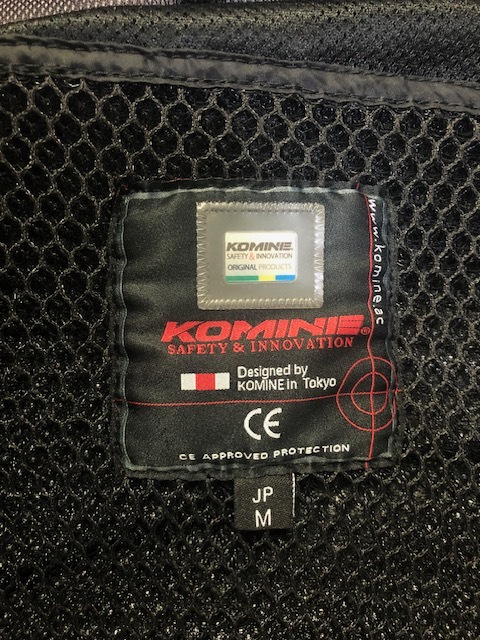 KOMINE
SAFETY & INNOVATION
ORIGINAL PRODUCTS
www.komine.ac
KOMINE®
SAFETY & INNOVATION
Designed by
KOMINE in Tokyo
CE
CE APPROVED PROTECTION
JP
M